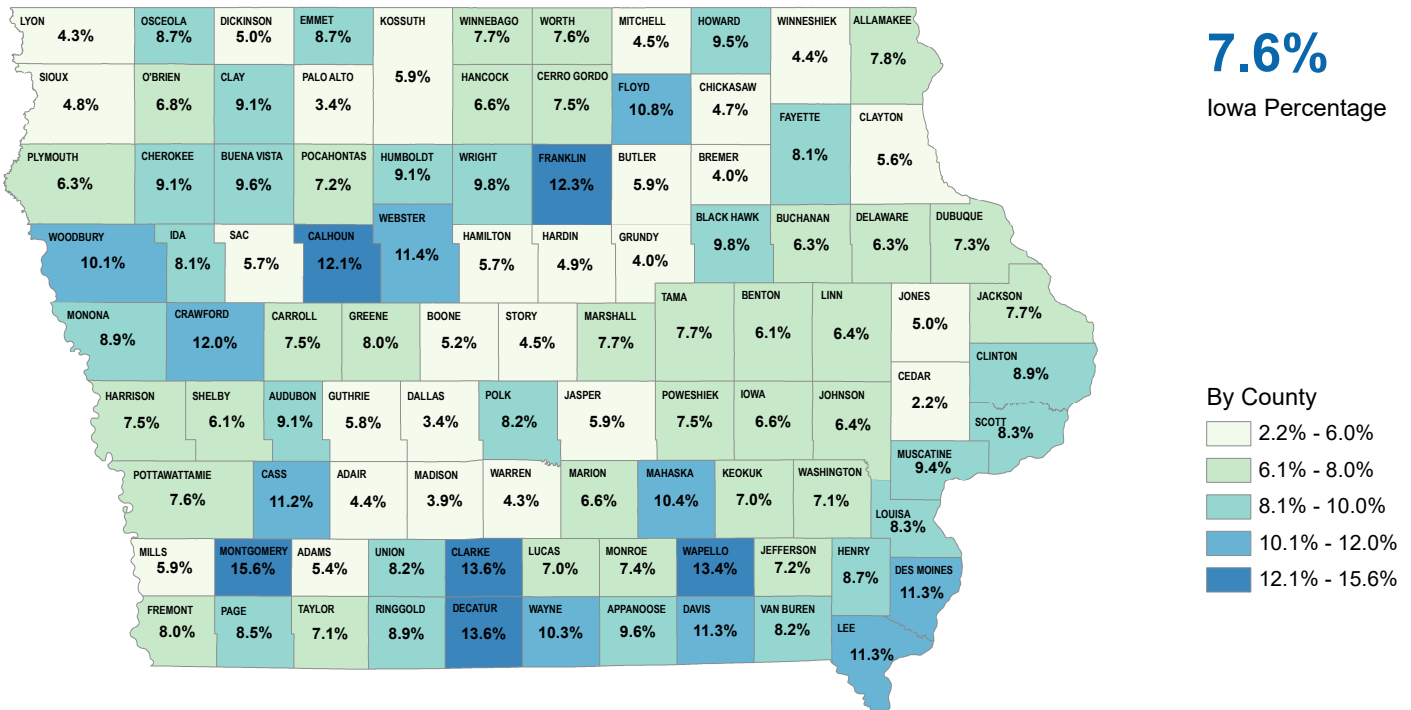 LYON
4.3%
OSCEOLA
8.7%
DICKINSON
5.0%
EMMET
8.7%
KOSSUTH
5.9%
WINNEBAGO
7.7%
WORTH
7.6%
MITCHELL
4.5%
HOWARD
9.5%
WINNESHIEK
4.4%
ALLAMAKEE
7.8%
SIOUX
4.8%
O'BRIEN
6.8%
CLAY
9.1%
PALO ALTO
3.4%
HANCOCK
6.6%
CERRO GORDO
7.5%
FLOYD
10.8%
CHICKASAW
4.7%
FAYETTE
8.1%
CLAYTON
5.6%
PLYMOUTH
6.3%
CHEROKEE
9.1%
BUENA VISTA
9.6%
POCAHONTAS
7.2%
HUMBOLDT
9.1%
WRIGHT
9.8%
FRANKLIN
12.3%
BUTLER
5.9%
BREMER
4.0%
WOODBURY
10.1%
IDA
8.1%
SAC
5.7%
CALHOUN
12.1%
WEBSTER
11.4%
HAMILTON
5.7%
HARDIN
4.9%
GRUNDY
4.0%
BLACK HAWK
9.8%
BUCHANAN
6.3%
DELAWARE
6.3%
DUBUQUE
7.3%
MONONA
8.9%
CRAWFORD
12.0%
CARROLL
7.5%
GREENE
8.0%
BOONE
5.2%
STORY
4.5%
MARSHALL
7.7%
TAMA
7.7%
BENTON
6.1%
LINN
6.4%
JONES
5.0%
JACKSON
7.7%
CLINTON
8.9%
CEDAR
2.2%
SCOTT
8.3%
HARRISON
7.5%
SHELBY
6.1%
AUDUBON
9.1%
GUTHRIE
5.8%
DALLAS
3.4%
POLK
8.2%
JASPER
5.9%
POWESHIEK
7.5%
IOWA
6.6%
JOHNSON
6.4%
MUSCATINE
9.4%
POTTAWATTAMIE
7.6%
CASS
11.2%
ADAIR
4.4%
MADISON
3.9%
WARREN
4.3%
MARION
6.6%
MAHASKA
10.4%
KEOKUK
7.0%
WASHINGTON
7.1%
LOUISA
8.3%
MILLS
5.9%
MONTGOMERY
15.6%
ADAMS
5.4%
UNION
8.2%
CLARKE
13.6%
LUCAS
7.0%
MONROE
7.4%
WAPELLO
13.4%
JEFFERSON
7.2%
HENRY
8.7%
DES MOINES
11.3%
FREMONT
8.0%
PAGE
8.5%
TAYLOR
7.1%
RINGGOLD
8.9%
DECATUR
13.6%
WAYNE
10.3%
APPANOOSE
9.6%
DAVIS
11.3%
VAN BUREN
8.2%
LEE
11.3%
7.6%
Iowa Percentage
By County
2.2% - 6.0%
6.1% - 8.0%
8.1% - 10.0%
10.1% - 12.0%
12.1% - 15.6%